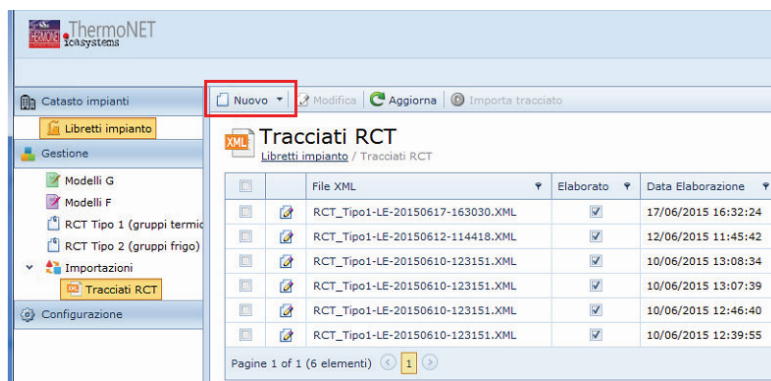 ThermoNET
icasystems
Nuovo Modifica Aggiorna Importa tracciato
Catasto impianti
Libretti impianto
Gestione
Modelli G
Modelli F
RCT Tipo 1 (gruppi termic
RCT Tipo 2 (gruppi frigo)
Importazioni
Tracciati RCT
Configurazione
XML Tracciati RCT
Libretti impianto / Tracciati RCT
File XML Elaborato Data Elaborazione
RCT_Tipo1-LE-20150617-163030.XML 17/06/2015 16:32:24
RCT_Tipo1-LE-20150612-114418.XML 12/06/2015 11:45:42
RCT_Tipo1-LE-20150610-123151.XML 10/06/2015 13:08:34
RCT_Tipo1-LE-20150610-123151.XML 10/06/2015 13:07:39
RCT_Tipo1-LE-20150610-123151.XML 10/06/2015 12:46:40
RCT_Tipo1-LE-20150610-123151.XML 10/06/2015 12:39:55
Pagine 1 of 1 (6 elementi) 1